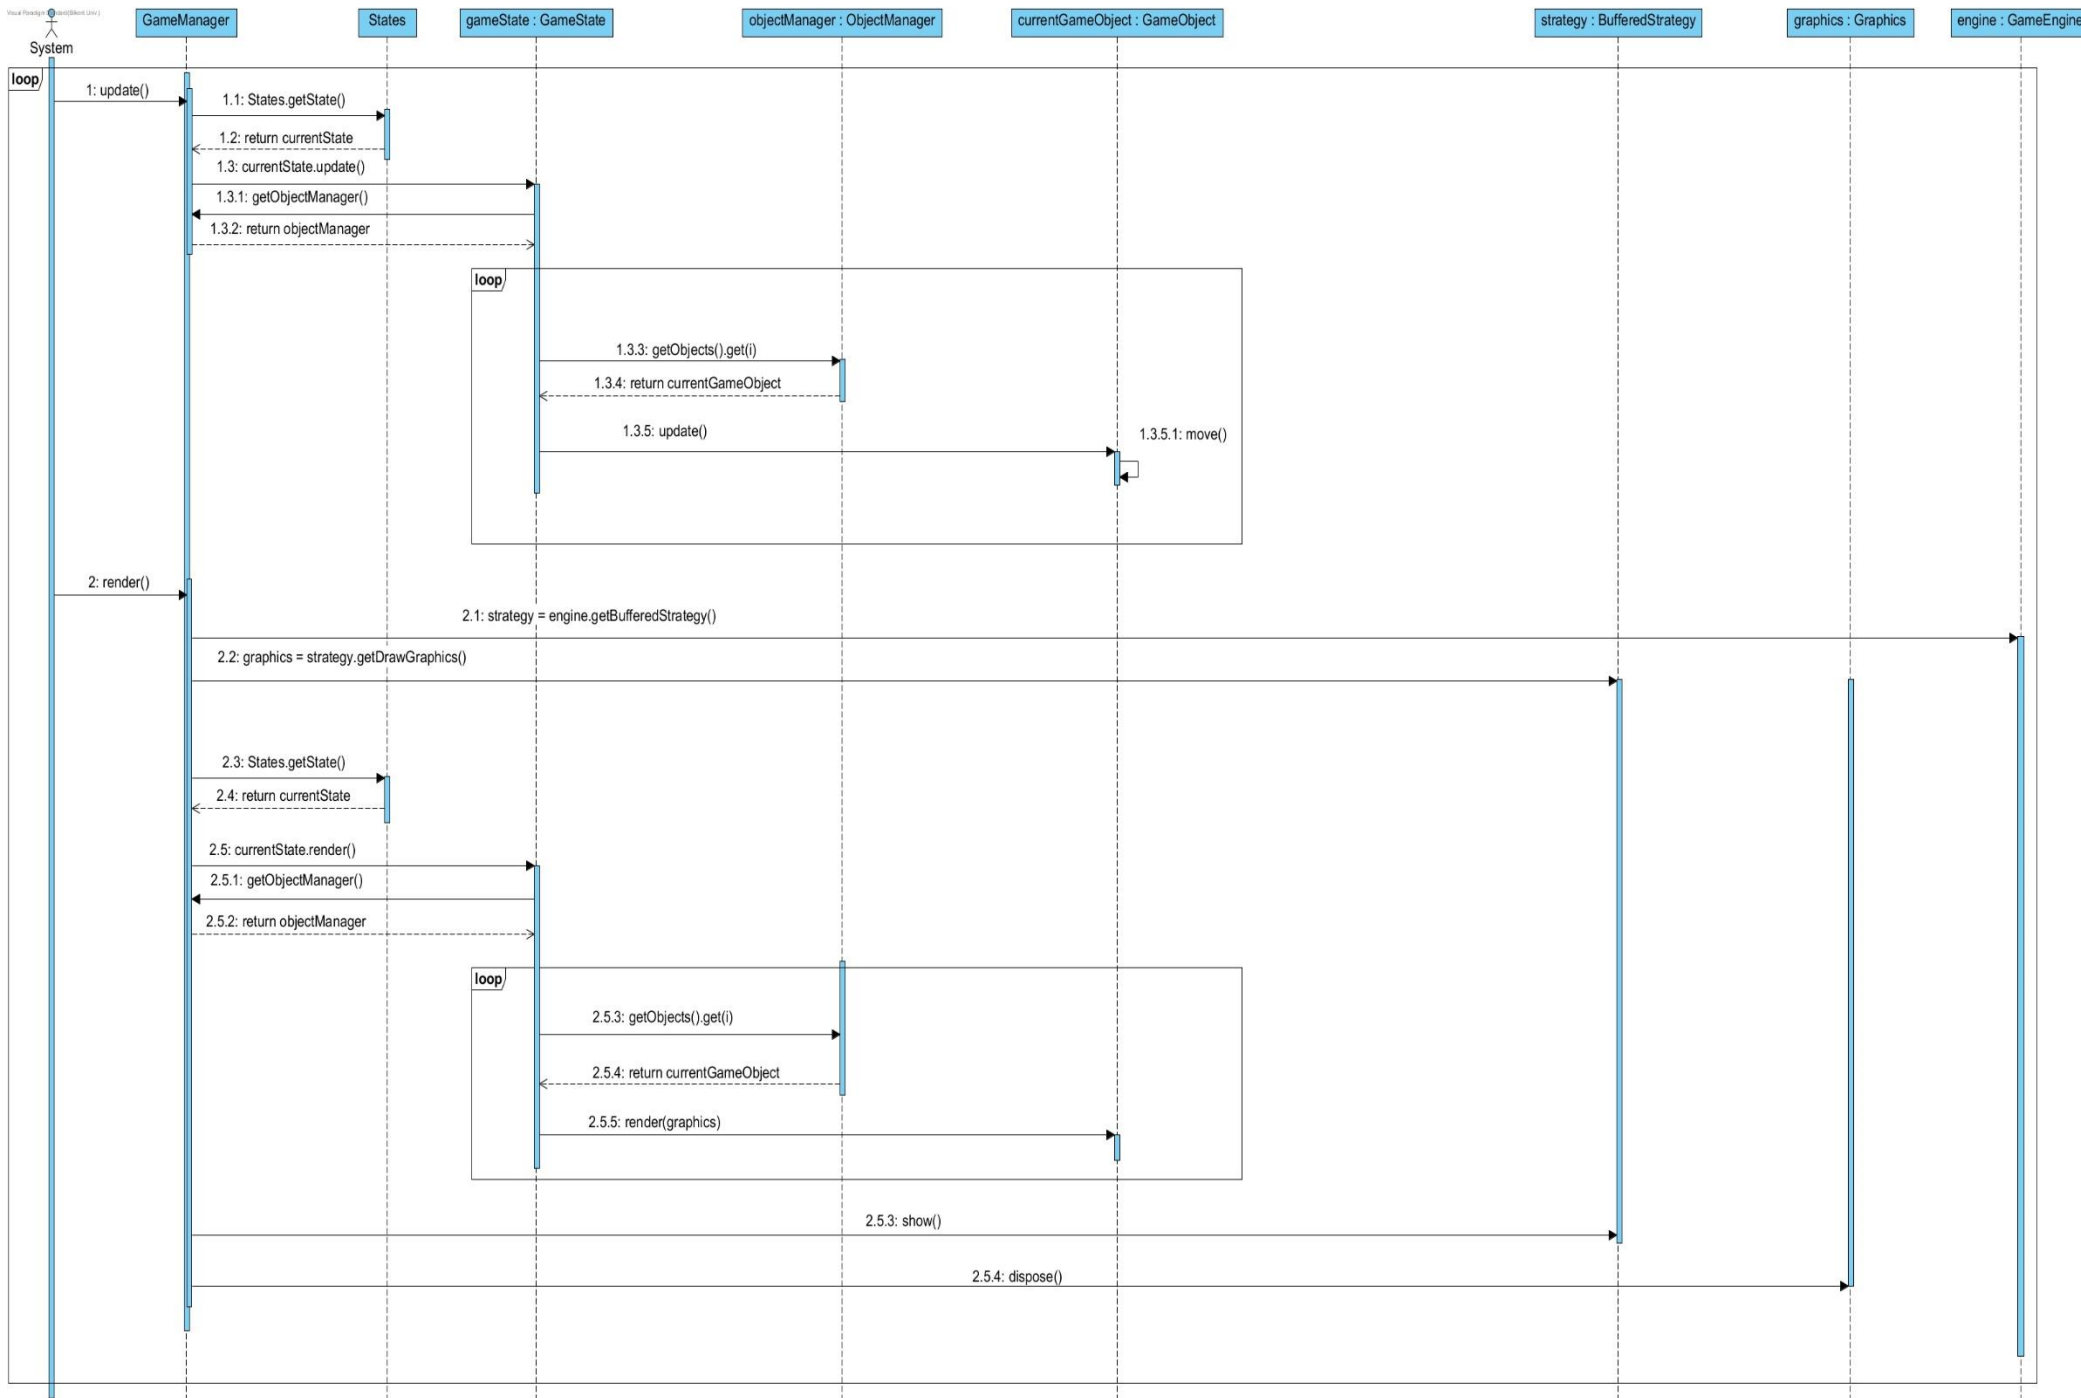 Visual Paradigm Standard(Bilkent Univ.)
System
GameManager
States
gameState : GameState
objectManager : ObjectManager
currentGameObject : GameObject
strategy : BufferedStrategy
graphics : Graphics
engine : GameEngine
loop
1: update()
1.1: States.getState()
1.2: return currentState
1.3: currentState.update()
1.3.1: getObjectManager()
1.3.2: return objectManager
loop
1.3.3: getObjects().get(i)
1.3.4: return currentGameObject
1.3.5: update()
1.3.5.1: move()
2: render()
2.1: strategy = engine.getBufferedStrategy()
2.2: graphics = strategy.getDrawGraphics()
2.3: States.getState()
2.4: return currentState
2.5: currentState.render()
2.5.1: getObjectManager()
2.5.2: return objectManager
loop
2.5.3: getObjects().get(i)
2.5.4: return currentGameObject
2.5.5: render(graphics)
2.5.3: show()
2.5.4: dispose()